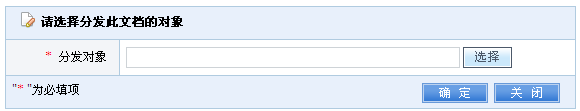 请选择分发此文档的对象
* 分发对象 选择
"* "为必填项 确 定 关 闭